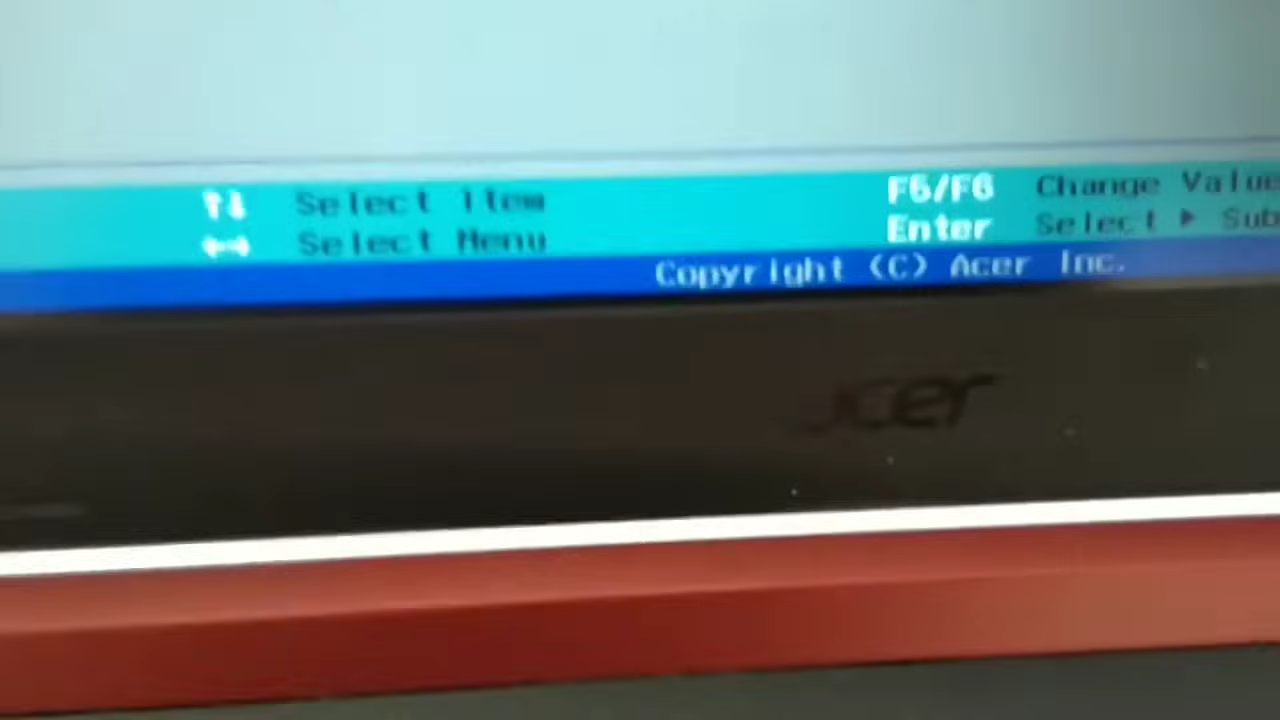 ↑↓ Select Item F5/F6 Change Value
↔ Select Menu Enter Select ▶ Sub
Copyright (C) Acer Inc.
acer